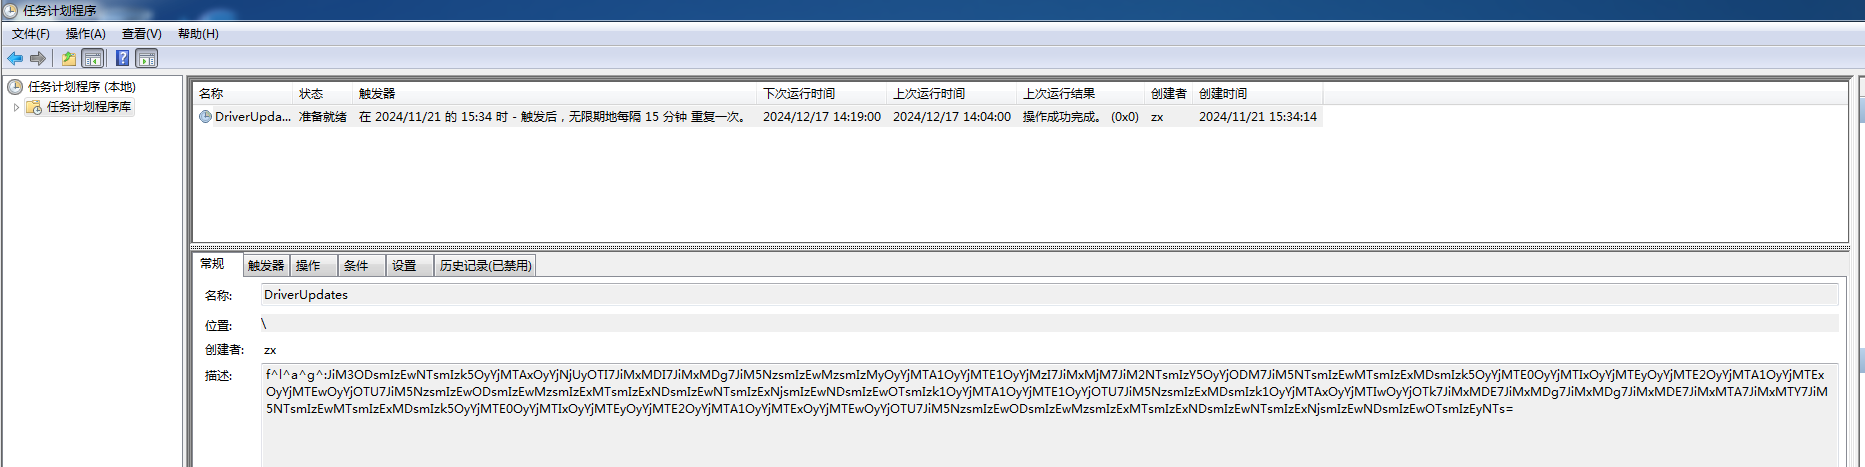 任务计划程序
文件(F) 操作(A) 查看(V) 帮助(H)
任务计划程序 (本地)
任务计划程序库
名称 状态 触发器 下次运行时间 上次运行时间 上次运行结果 创建者 创建时间
DriverUpda... 准备就绪 在 2024/11/21 的 15:34 时 - 触发后，无限期地每隔 15 分钟 重复一次。 2024/12/17 14:19:00 2024/12/17 14:04:00 操作成功完成。 (0x0) zx 2024/11/21 15:34:14
常规 触发器 操作 条件 设置 历史记录(已禁用)
名称: DriverUpdates
位置: \
创建者: zx
描述: f^l^a^g^:JiM3ODsmIzEwNTsmIzk5OyYjMTAxOyYjNjUyOTI7JiMxMDI7JiMxMDg7JiM5NzsmIzEwMzsmIzMyOyYjMTA1OyYjMTE1OyYjMzI7JiMxMjM7JiM2NTsmIzY5OyYjODM7JiM5NTsmIzEwMTsmIzExMDsmIzk5OyYjMTE0OyYjMTIxOyYjMTEyOyYjMTE2OyYjMTA1OyYjMTEx
OyYjMTEwOyYjOTU7JiM5NzsmIzEwODsmIzEwMzsmIzExMTsmIzExNDsmIzEwNTsmIzExNjsmIzEwNDsmIzEwOTsmIzk1OyYjMTA1OyYjMTE1OyYjOTU7JiM5NzsmIzExMDsmIzk1OyYjMTAxOyYjMTIwOyYjOTk7JiMxMDE7JiMxMDg7JiMxMDg7JiMxMDE7JiMxMTA7JiMxMTY7JiM
5NTsmIzEwMTsmIzExMDsmIzk5OyYjMTE0OyYjMTIxOyYjMTEyOyYjMTE2OyYjMTA1OyYjMTExOyYjMTEwOyYjOTU7JiM5NzsmIzEwODsmIzEwMzsmIzExMTsmIzExNDsmIzEwNTsmIzExNjsmIzEwNDsmIzEwOTsmIzEyNTs=